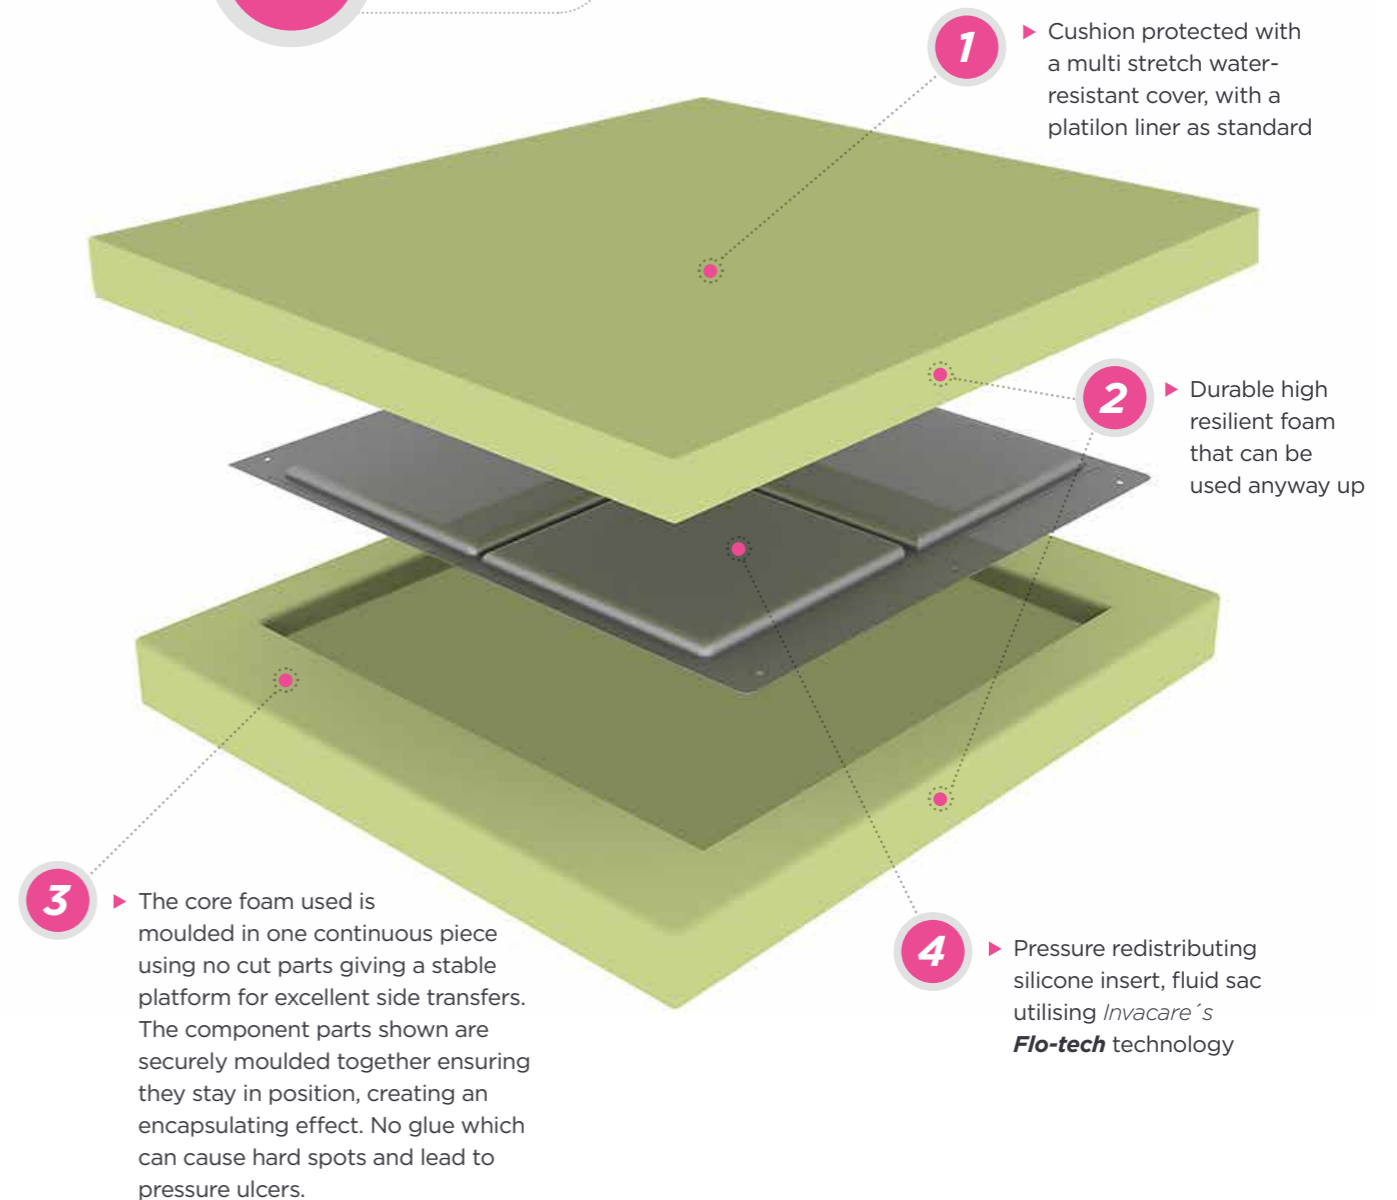 1
Cushion protected with
a multi stretch water-
resistant cover, with a
platilon liner as standard
2
Durable high
resilient foam
that can be
used anyway up
3
The core foam used is
moulded in one continuous piece
using no cut parts giving a stable
platform for excellent side transfers.
The component parts shown are
securely moulded together ensuring
they stay in position, creating an
encapsulating effect. No glue which
can cause hard spots and lead to
pressure ulcers.
4
Pressure redistributing
silicone insert, fluid sac
utilising Invacare´s
Flo-tech technology